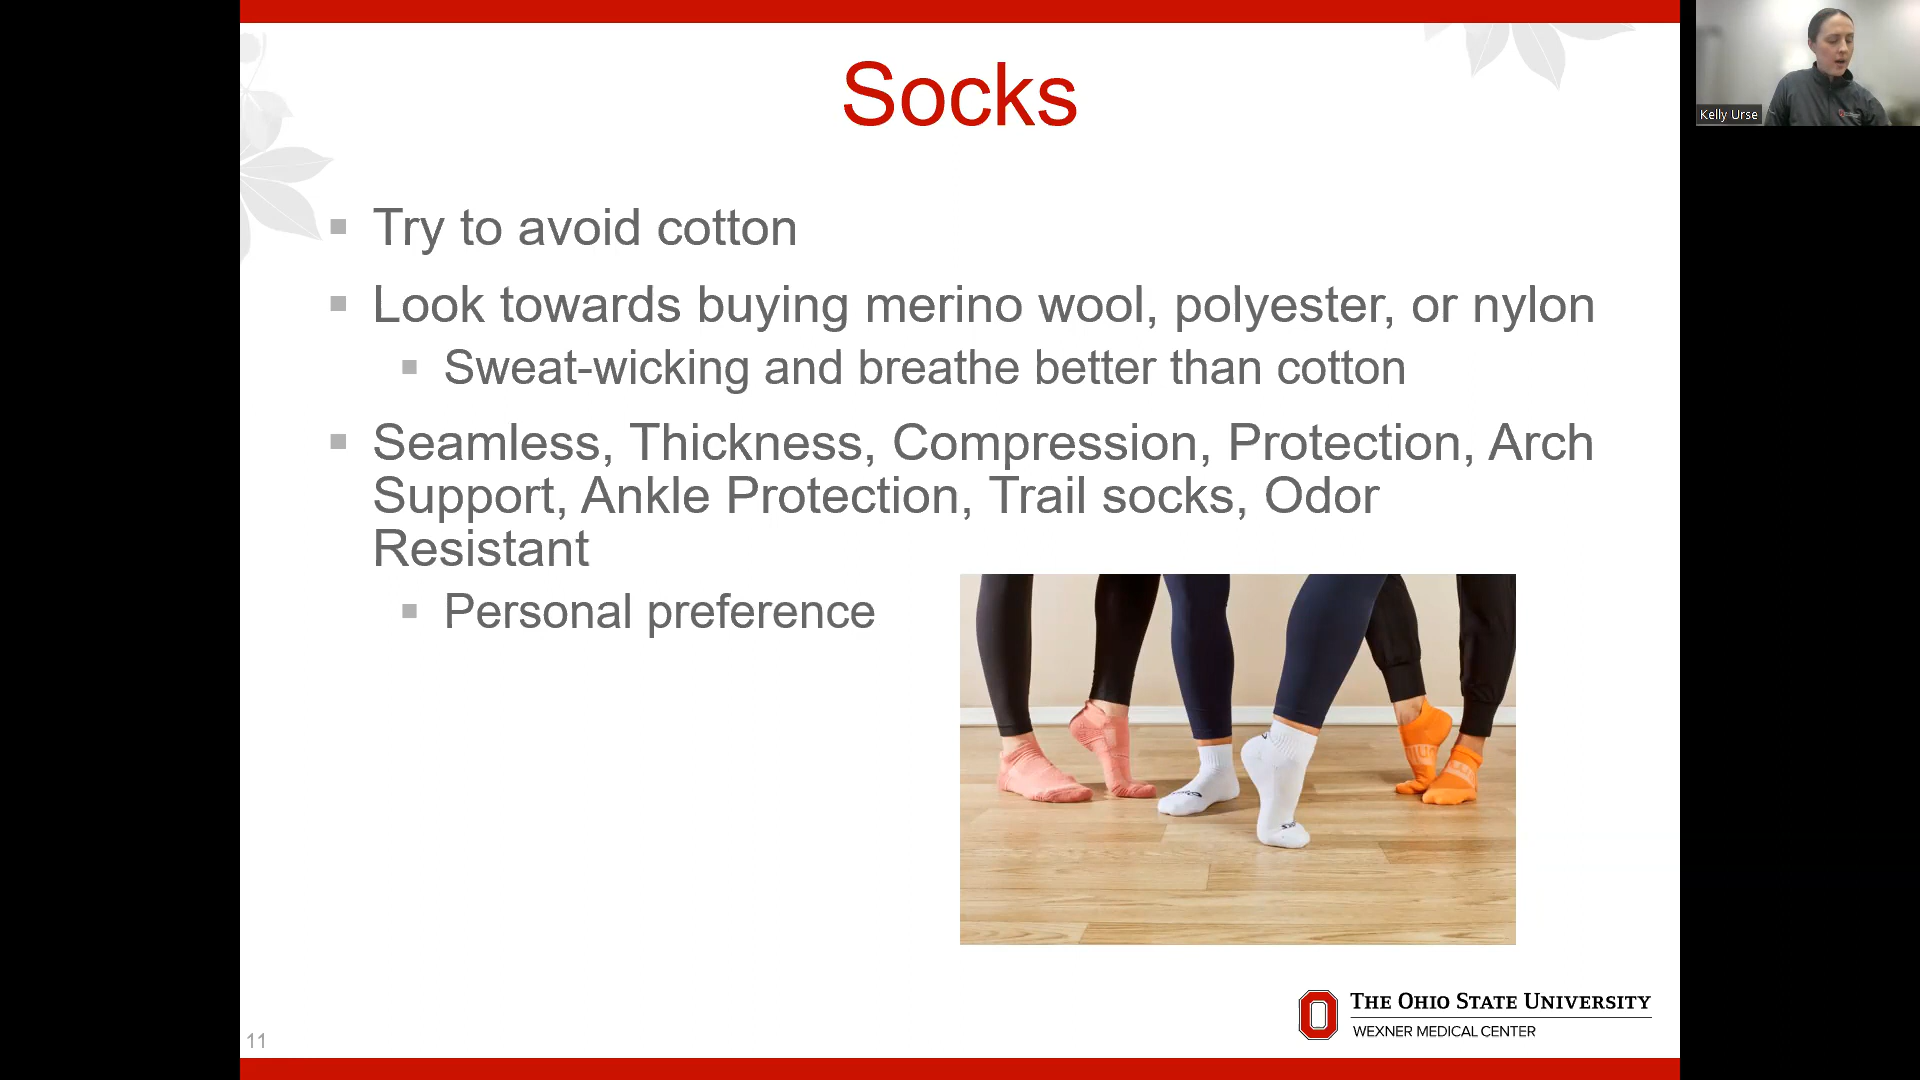 Socks
Kelly Urse
Try to avoid cotton
Look towards buying merino wool, polyester, or nylon
Sweat-wicking and breathe better than cotton
Seamless, Thickness, Compression, Protection, Arch
Support, Ankle Protection, Trail socks, Odor
Resistant
Personal preference
THE OHIO STATE UNIVERSITY
WEXNER MEDICAL CENTER
11